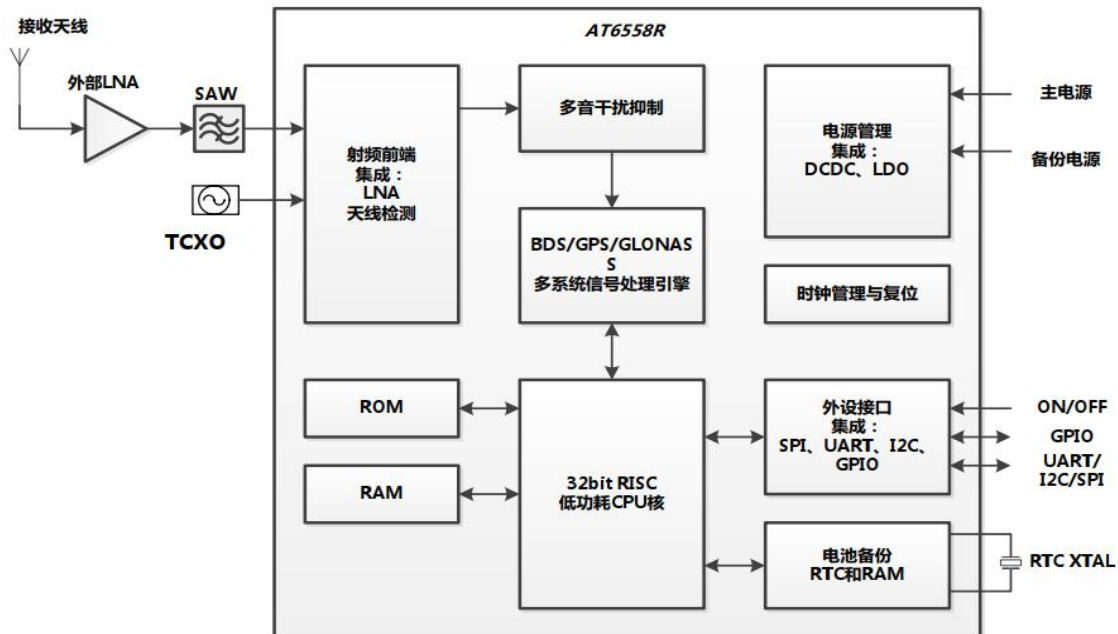 接收天线
外部LNA
SAW
TCXO
AT6558R
射频前端
集成：
LNA
天线检测
多音干扰抑制
BDS/GPS/GLONAS
S
多系统信号处理引擎
电源管理
集成：
DCDC、LDO
主电源
备份电源
时钟管理与复位
ROM
RAM
32bit RISC
低功耗CPU核
外设接口
集成：
SPI、UART、I2C、
GPIO
ON/OFF
GPIO
UART/
I2C/SPI
电池备份
RTC和RAM
RTC XTAL